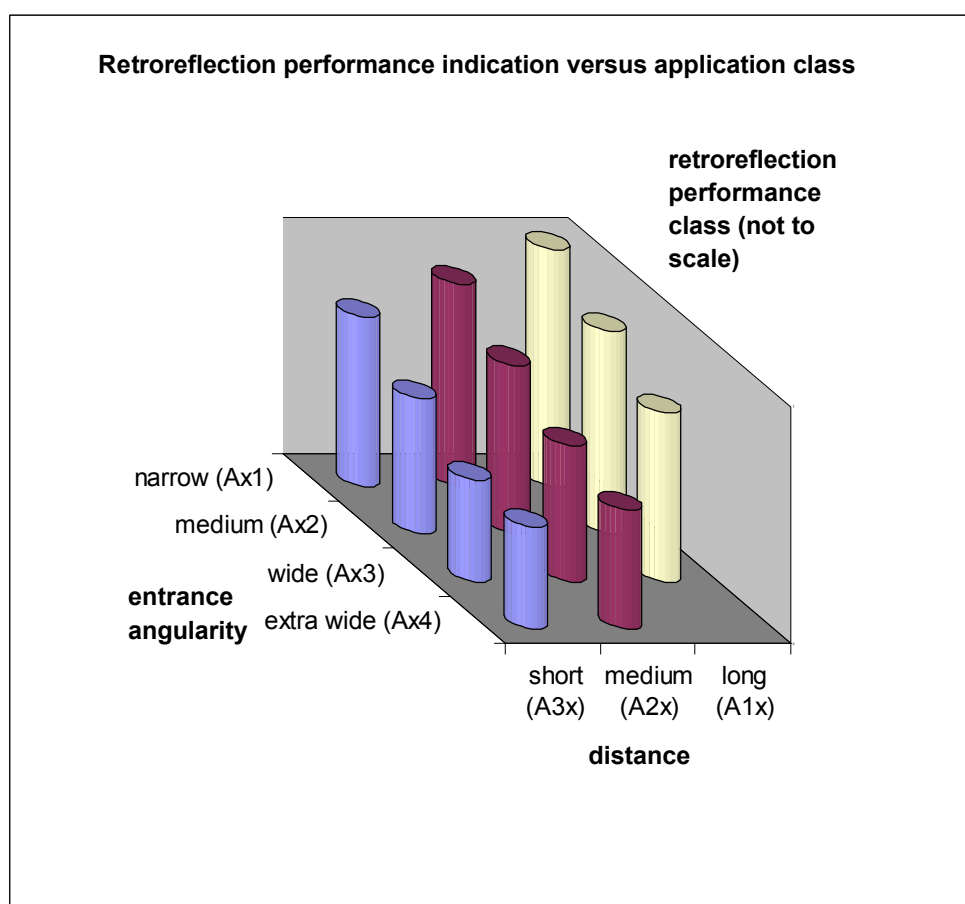 Retroreflection performance indication versus application class
retroreflection
performance
class (not to
scale)
narrow (Ax1)
medium (Ax2)
wide (Ax3)
extra wide (Ax4)
entrance
angularity
short
(A3x)
medium
(A2x)
long
(A1x)
distance